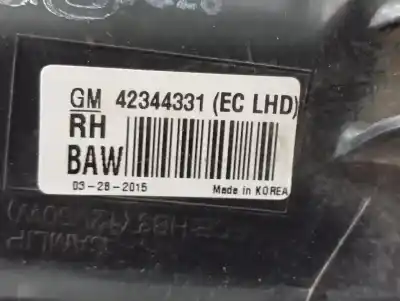 GM 42344331 (EC LHD)
RH
BAW
03-28-2015
Made in KOREA